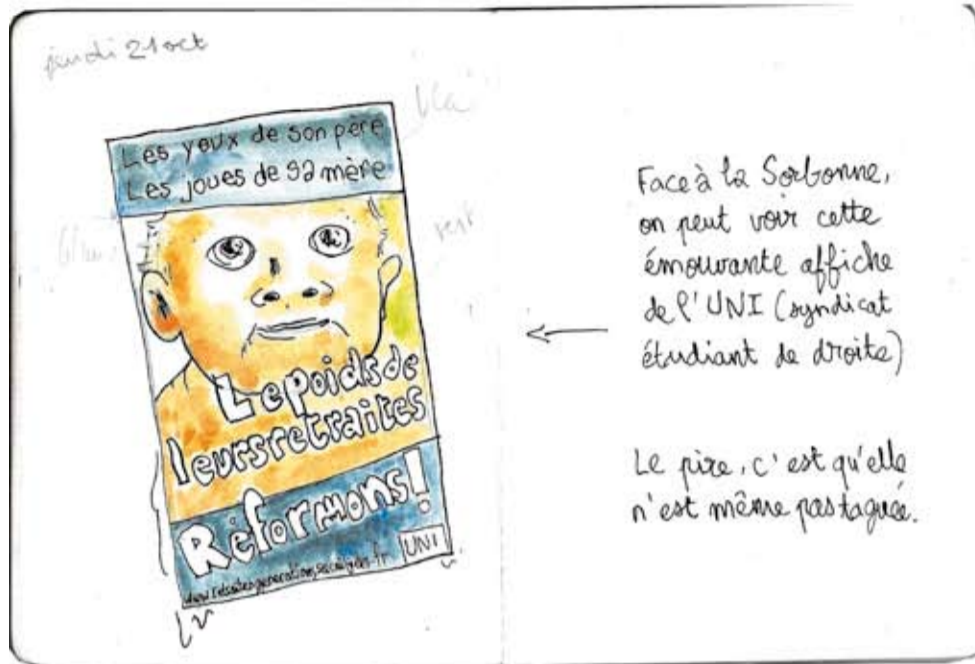 jeudi 21 oct
Les yeux de son père
Les joues de sa mère
Le poids de
leurs retraites
Réformons!
UNI
Face à la Sorbonne,
on peut voir cette
émouvante affiche
de l'UNI (syndicat
étudiant de droite)
Le pire, c'est qu'elle
n'est même pas taguée.